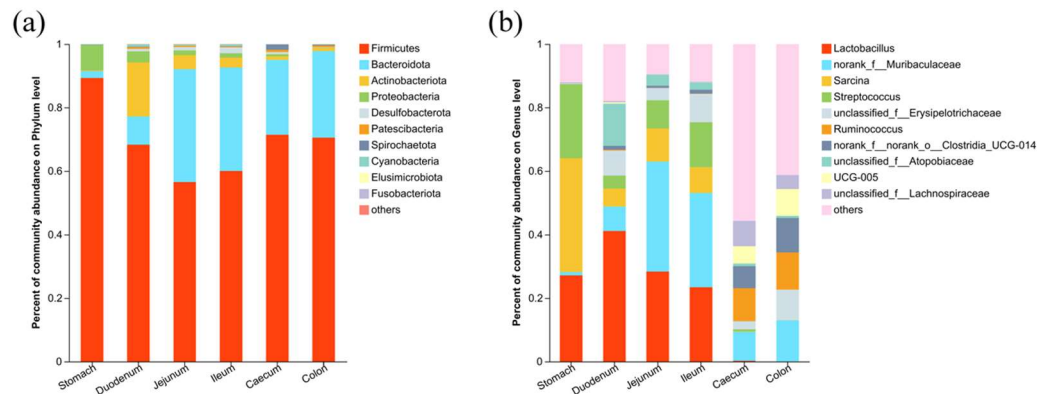 (a)
Percent of community abundance on Phylum level
1
0.8
0.6
0.4
0.2
0
Stomach
Duodenum
Jejunum
Ileum
Caecum
Colon
Firmicutes
Bacteroidota
Actinobacteriota
Proteobacteria
Desulfobacterota
Patescibacteria
Spirochaetota
Cyanobacteria
Elusimicrobiota
Fusobacteriota
others
(b)
Percent of community abundance on Genus level
1
0.8
0.6
0.4
0.2
0
Stomach
Duodenum
Jejunum
Ileum
Caecum
Colon
Lactobacillus
norank_f__Muribaculaceae
Sarcina
Streptococcus
unclassified_f__Erysipelotrichaceae
Ruminococcus
norank_f__norank_o__Clostridia_UCG-014
unclassified_f__Atopobiaceae
UCG-005
unclassified_f__Lachnospiraceae
others